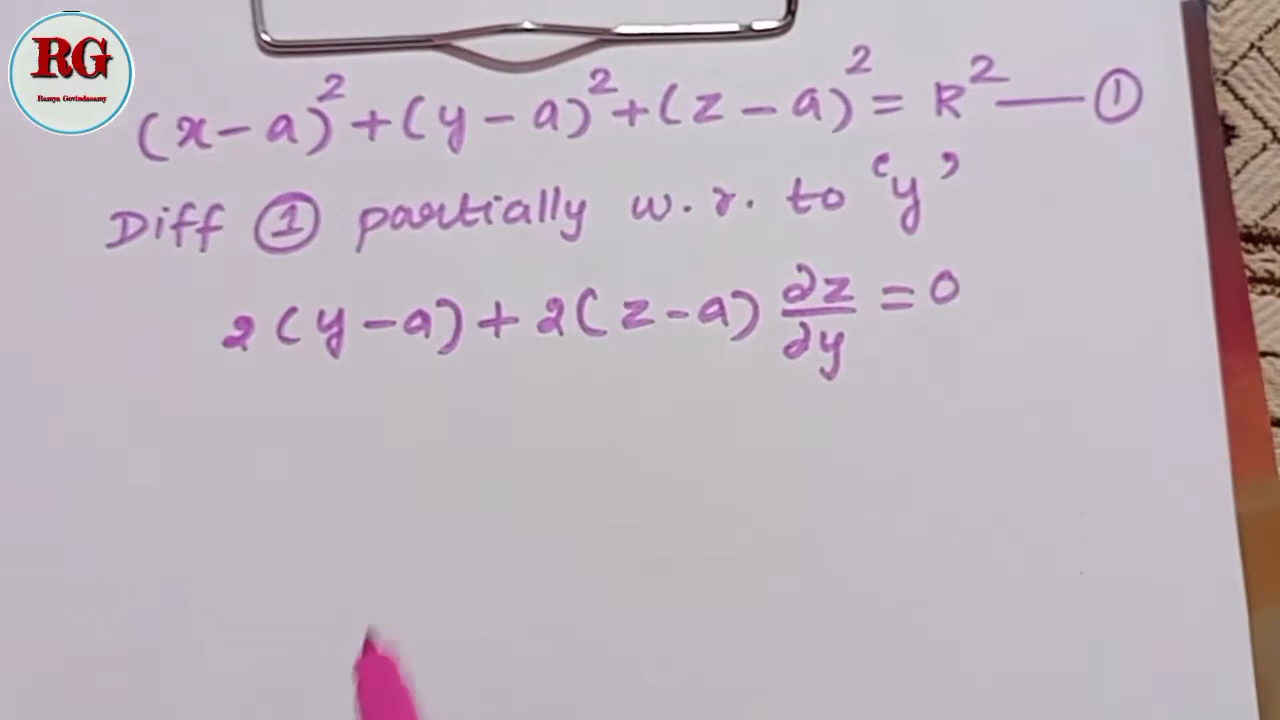 RG
Ramya Govindasamy
(x-a)² + (y-a)² + (z-a)² = R² — ①
Diff ① partially w.r. to 'y'
2(y-a) + 2(z-a) ∂z/∂y = 0